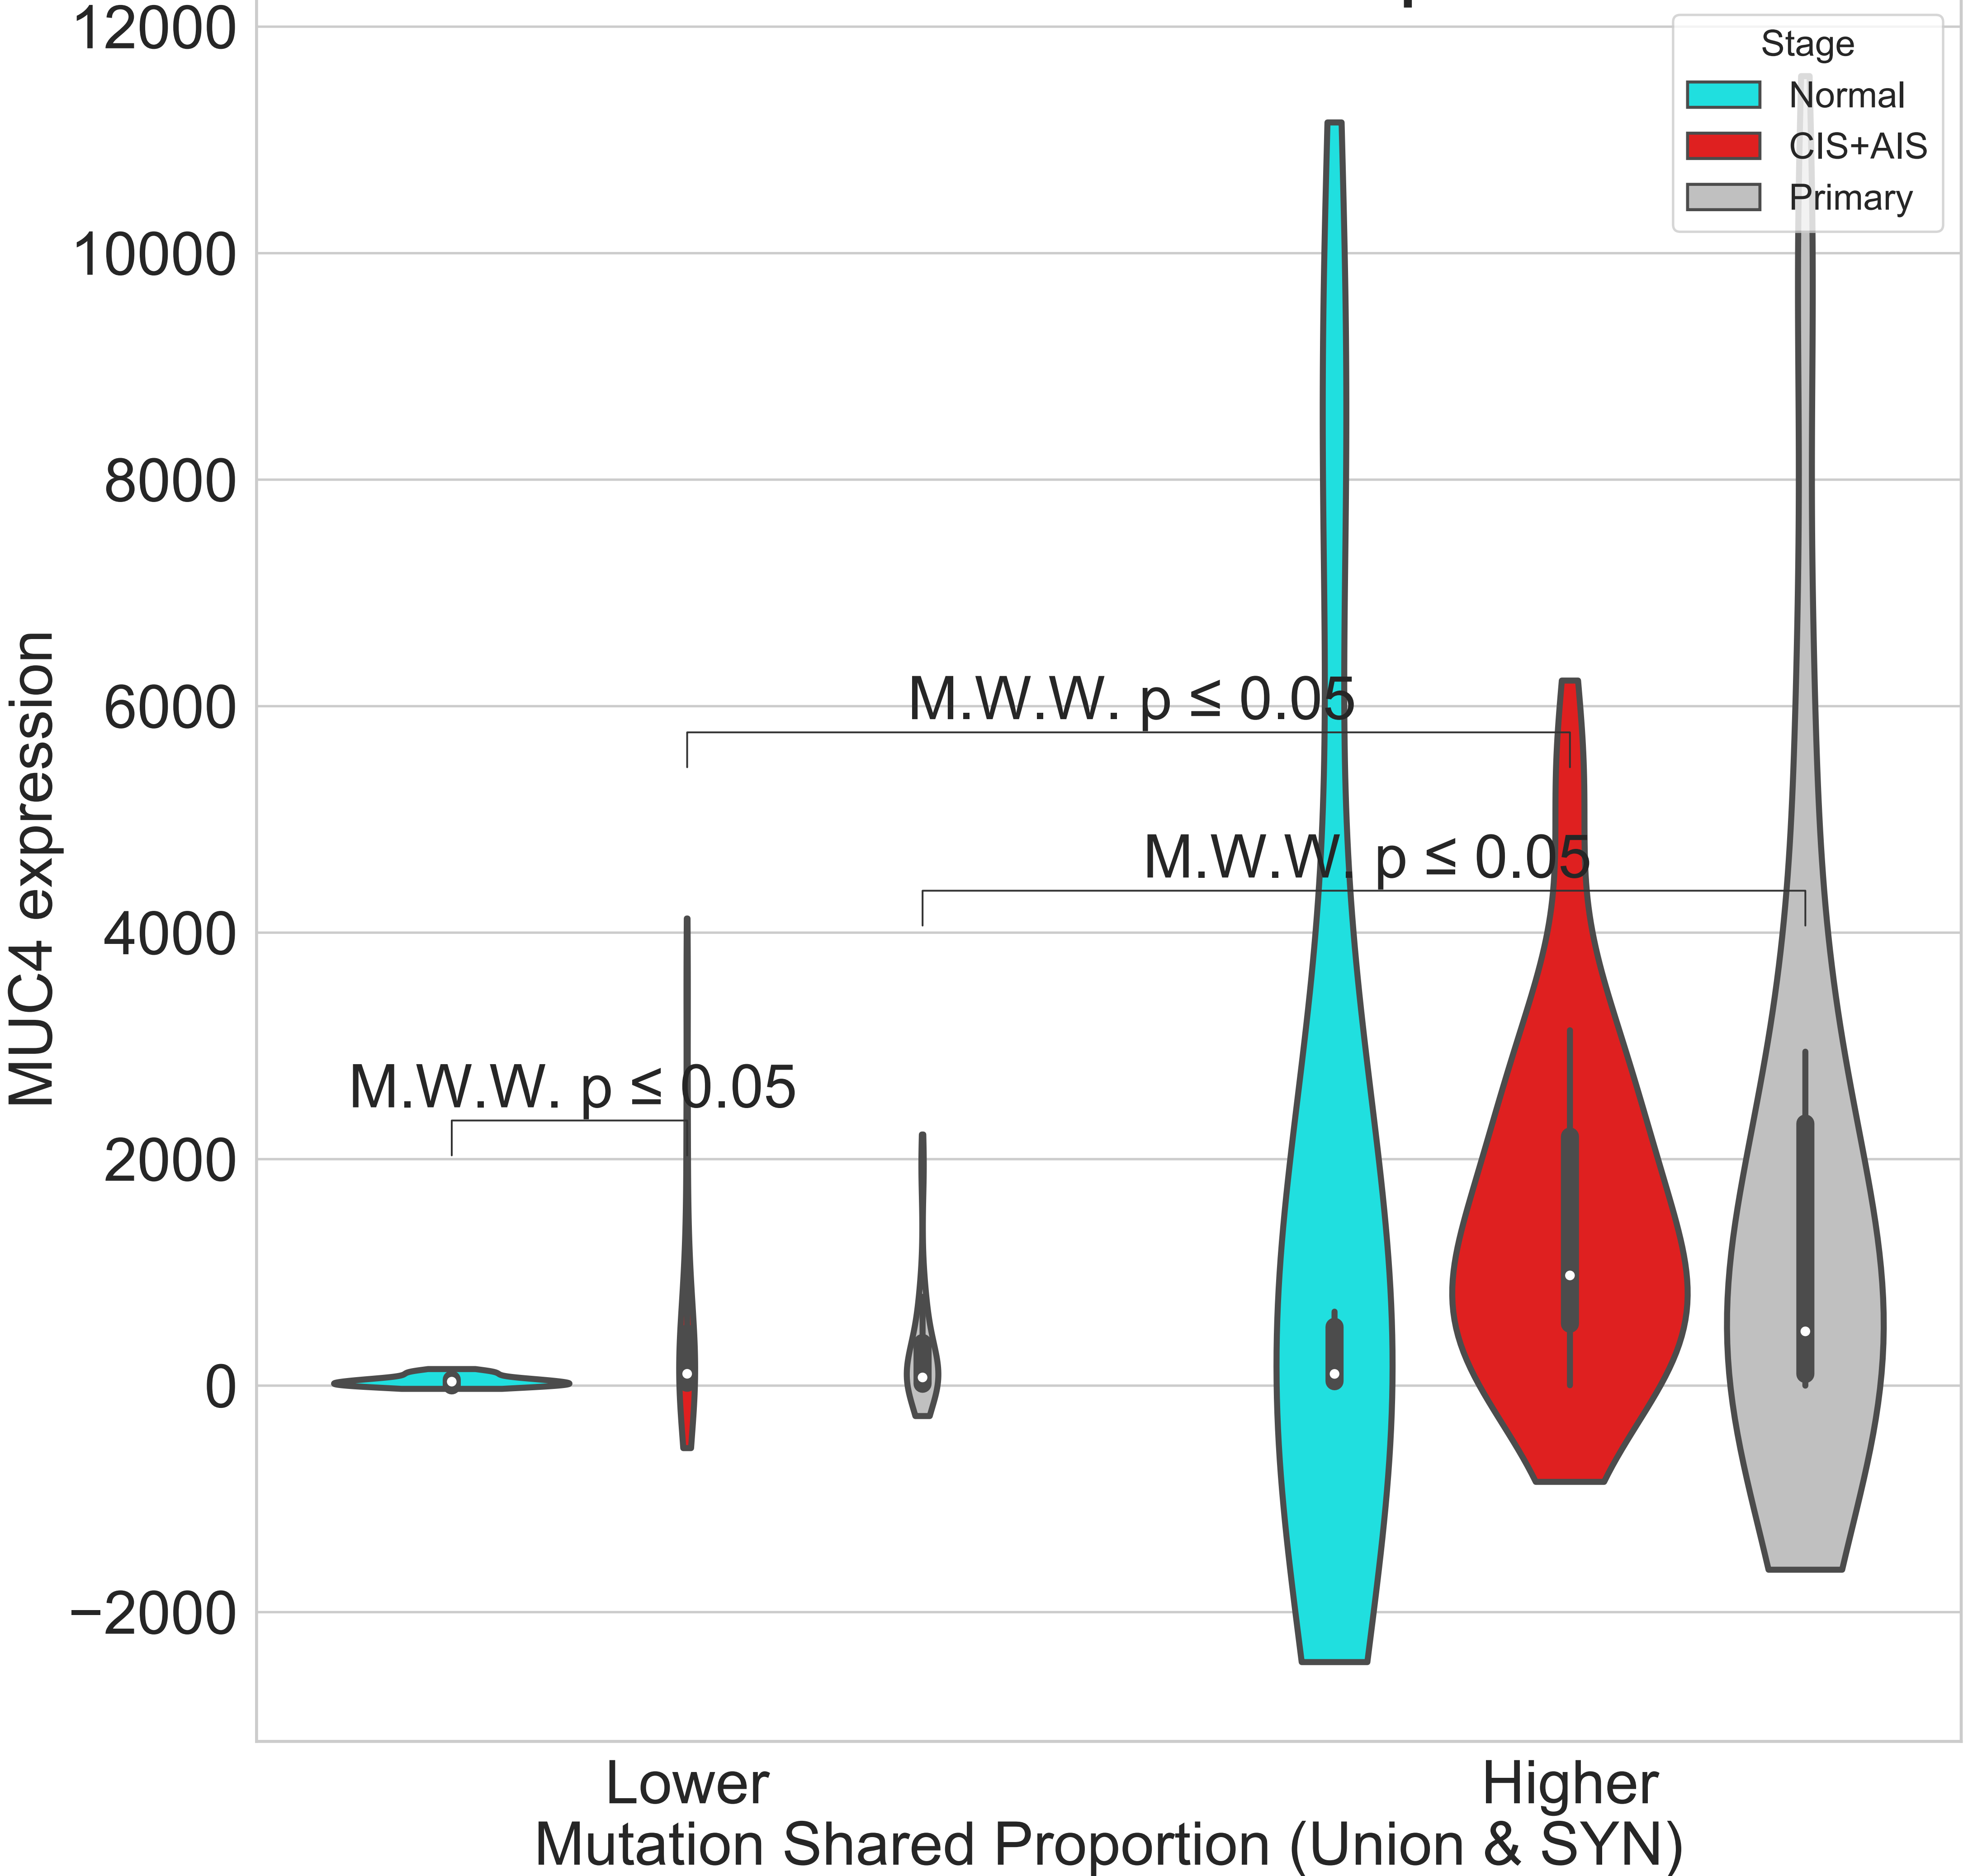 12000
10000
8000
6000
4000
2000
0
−2000
MUC4 expression
Stage
Normal
CIS+AIS
Primary
M.W.W. p ≤ 0.05
M.W.W. p ≤ 0.05
M.W.W. p ≤ 0.05
Lower
Higher
Mutation Shared Proportion (Union & SYN)